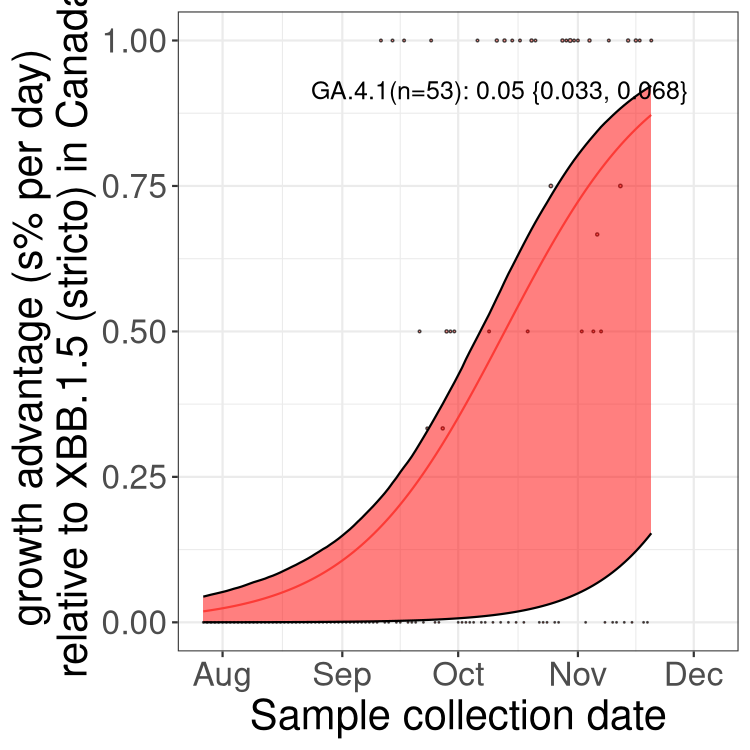 growth advantage (s% per day)
relative to XBB.1.5 (stricto) in Canada
1.00
0.75
0.50
0.25
0.00
GA.4.1(n=53): 0.05 {0.033, 0.068}
Aug Sep Oct Nov Dec
Sample collection date